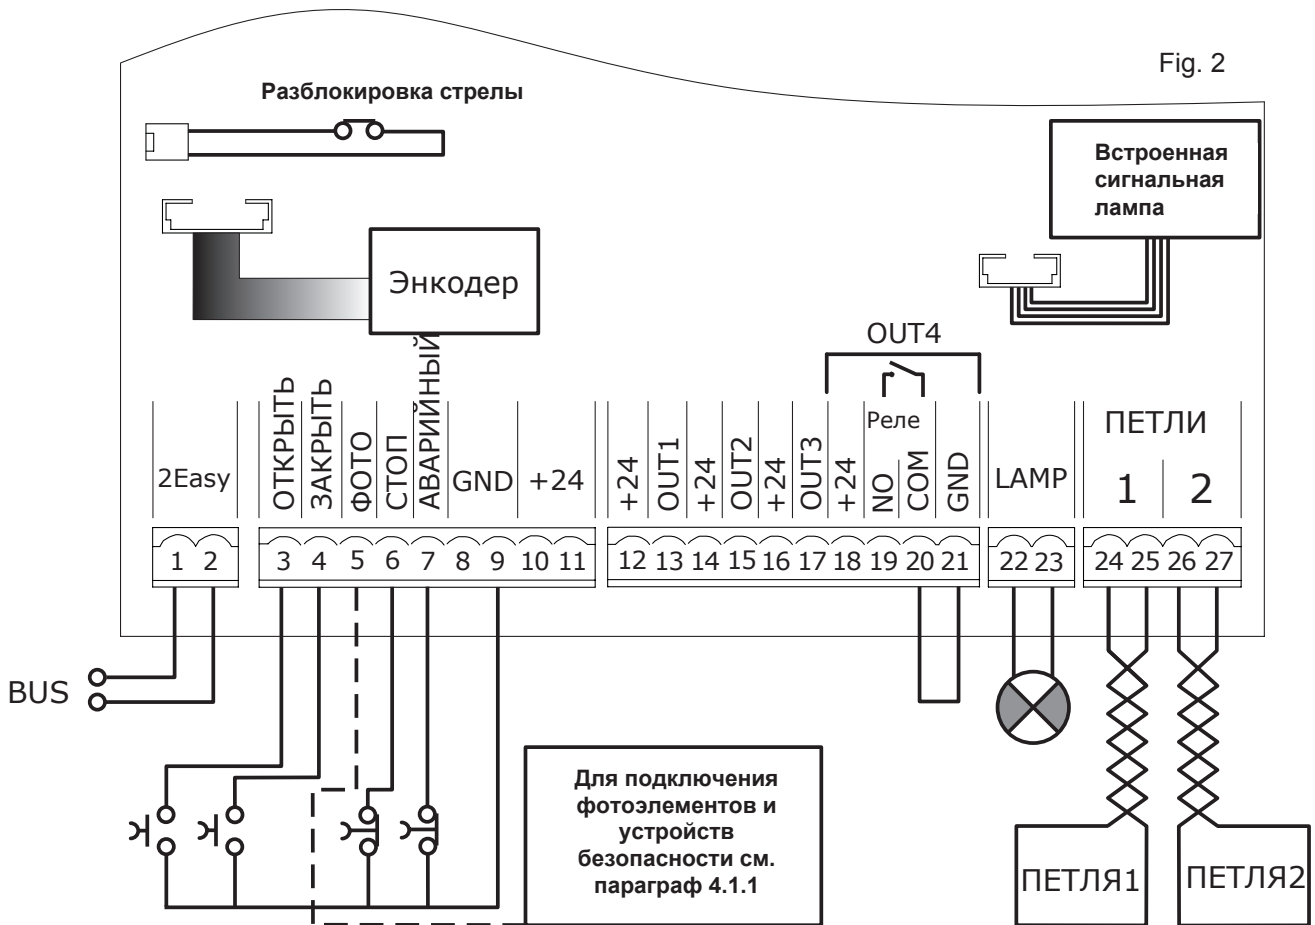 Fig. 2
Разблокировка стрелы
Встроенная
сигнальная
лампа
Энкодер
OUT4
Реле
2Easy
ОТКРЫТЬ
ЗАКРЫТЬ
ФОТО
СТОП
АВАРИЙНЫЙ
GND
+24
+24
OUT1
+24
OUT2
+24
OUT3
+24
NO
COM
GND
LAMP
ПЕТЛИ
1 2
1 2
3 4 5 6 7 8 9 10 11
12 13 14 15 16 17 18 19 20 21
22 23
24 25 26 27
BUS
Для подключения
фотоэлементов и
устройств
безопасности см.
параграф 4.1.1
ПЕТЛЯ1
ПЕТЛЯ2